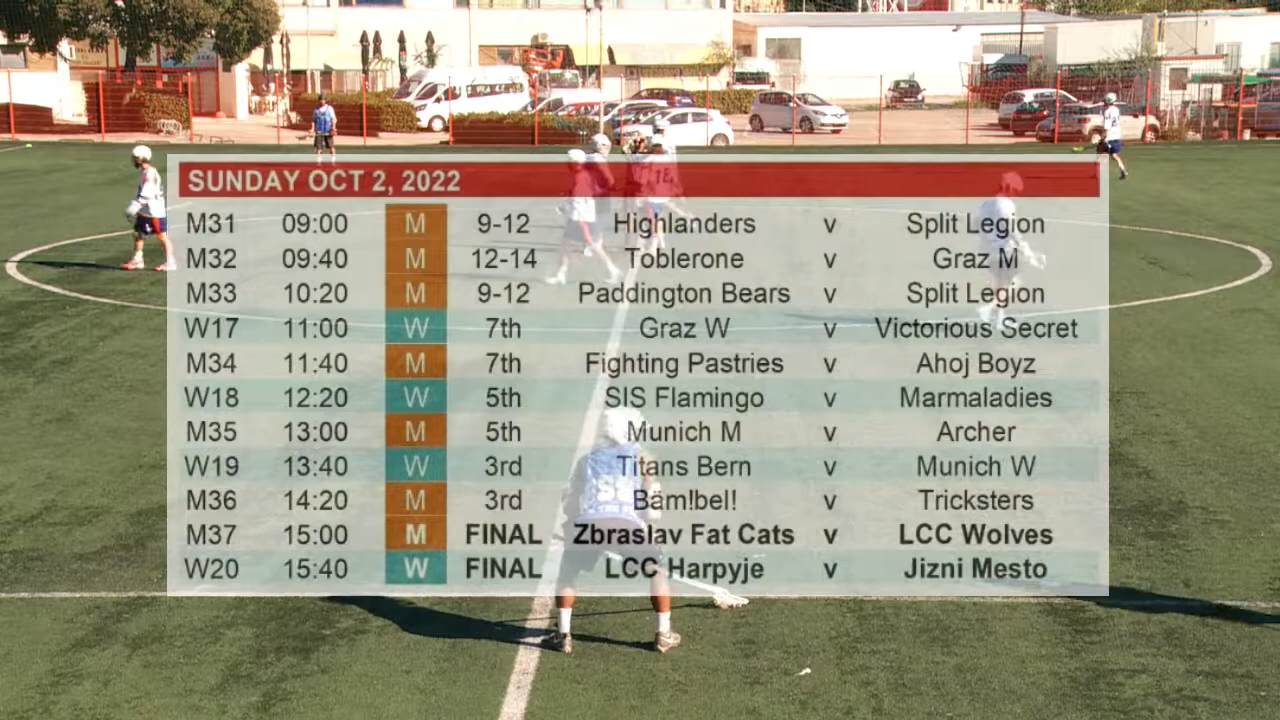 SUNDAY OCT 2, 2022
M31 09:00 M 9-12 Highlanders v Split Legion
M32 09:40 M 12-14 Toblerone v Graz M
M33 10:20 M 9-12 Paddington Bears v Split Legion
W17 11:00 W 7th Graz W v Victorious Secret
M34 11:40 M 7th Fighting Pastries v Ahoj Boyz
W18 12:20 W 5th SIS Flamingo v Marmaladies
M35 13:00 M 5th Munich M v Archer
W19 13:40 W 3rd Titans Bern v Munich W
M36 14:20 M 3rd Bäm!bel! v Tricksters
M37 15:00 M FINAL Zbraslav Fat Cats v LCC Wolves
W20 15:40 W FINAL LCC Harpyje v Jizni Mesto